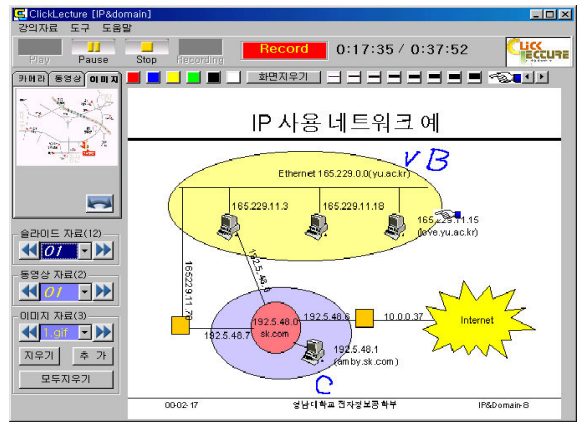 ClickLecture [IP&domain]
강의자료 도구 도움말
Play Pause Stop Recording Record 0:17:35 / 0:37:52 CLICK LECCURE
카메라 동영상 이미지 화면지우기
IP 사용 네트워크 예
V B
Ethernet 165.229.0.0(yu.ac.kr)
165.229.11.3 165.229.11.18 165.229.11.15
(love.yu.ac.kr)
슬라이드 자료(12)
01
동영상 자료(2)
01
이미지 자료(3)
1.gif
지우기 추 가
모두지우기
165229.11.70
192.5.48.0
sk.com
192.5.48.6 10.0.0.37 Internet
192.5.48.7
192.5.48.1
(amby.sk.com)
C
00-02-17 영남대학교 전자정보공학부 IP&Domain-8